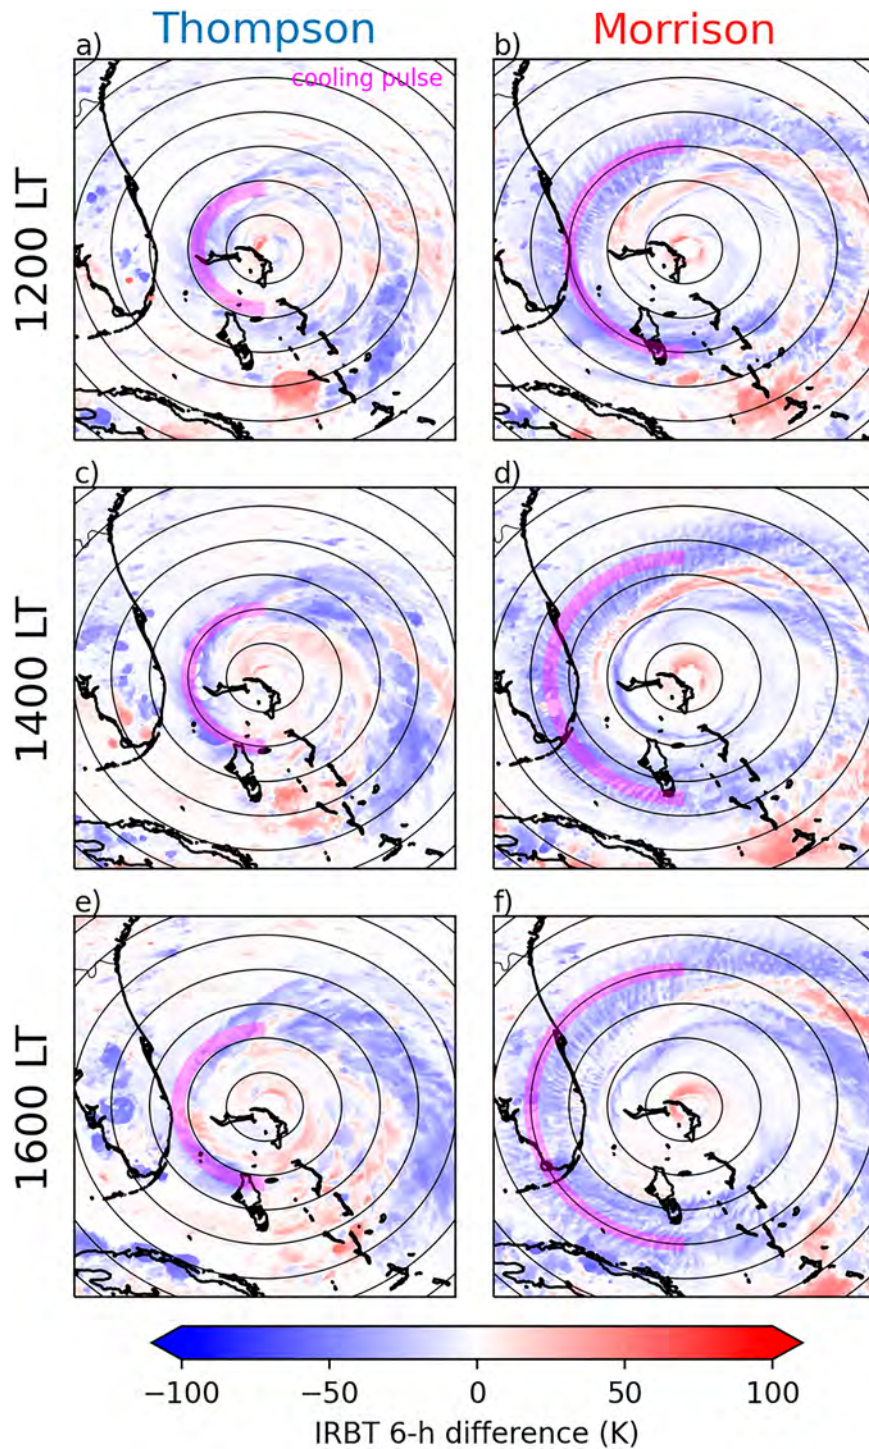 Thompson
Morrison
a)
b)
cooling pulse
1200 LT
c)
d)
1400 LT
e)
f)
1600 LT
−100 −50 0 50 100
IRBT 6-h difference (K)